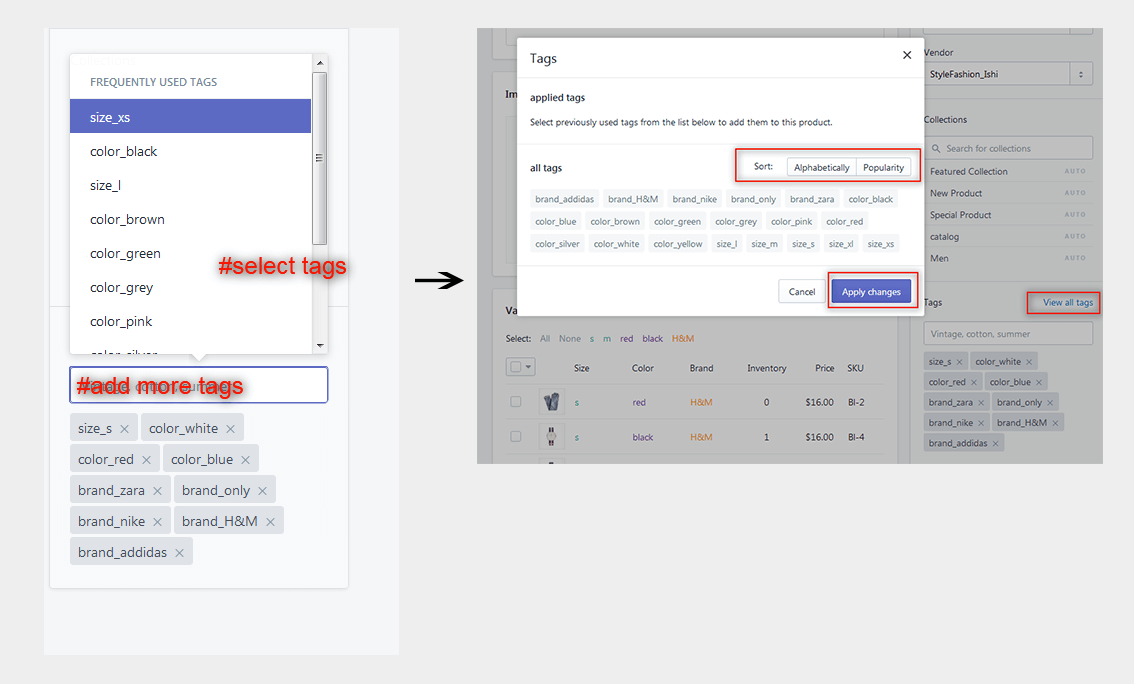 FREQUENTLY USED TAGS
size_xs
color_black
size_l
color_brown
color_green
#select tags
color_grey
color_pink
color_silver
#add more tags
size_s × color_white ×
color_red × color_blue ×
brand_zara × brand_only ×
brand_nike × brand_H&M ×
brand_addidas ×
Tags ×
applied tags
Select previously used tags from the list below to add them to this product.
all tags
Sort: Alphabetically Popularity
brand_addidas brand_H&M brand_nike brand_only brand_zara color_black
color_blue color_brown color_green color_grey color_pink color_red
color_silver color_white color_yellow size_l size_m size_s size_xl size_xs
Cancel Apply changes
Im
Va
Select: All None s m red black H&M
Size Color Brand Inventory Price SKU
s red H&M 0 $16.00 BI-2
s black H&M 1 $16.00 BI-4
Vendor
StyleFashion_Ishi
Collections
Search for collections
Featured Collection AUTO
New Product AUTO
Special Product AUTO
catalog AUTO
Men AUTO
Tags View all tags
Vintage, cotton, summer
size_s × color_white ×
color_red × color_blue ×
brand_zara × brand_only ×
brand_nike × brand_H&M ×
brand_addidas ×